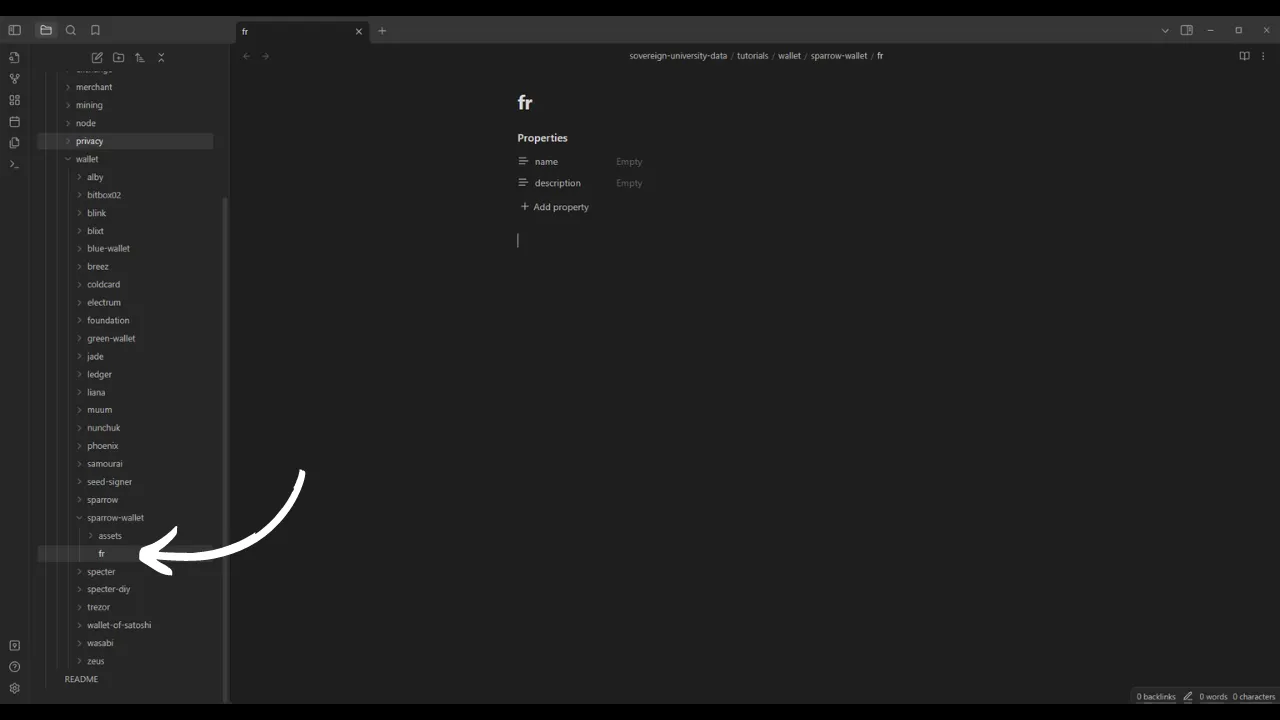 fr
sovereign-university-data / tutorials / wallet / sparrow-wallet / fr
merchant
mining
node
privacy
wallet
alby
bitbox02
blink
blixt
blue-wallet
breez
coldcard
electrum
foundation
green-wallet
jade
ledger
liana
muum
nunchuk
phoenix
samourai
seed-signer
sparrow
sparrow-wallet
assets
fr
specter
specter-diy
trezor
wallet-of-satoshi
wasabi
zeus
README
fr
Properties
name Empty
description Empty
Add property
0 backlinks 0 words 0 characters